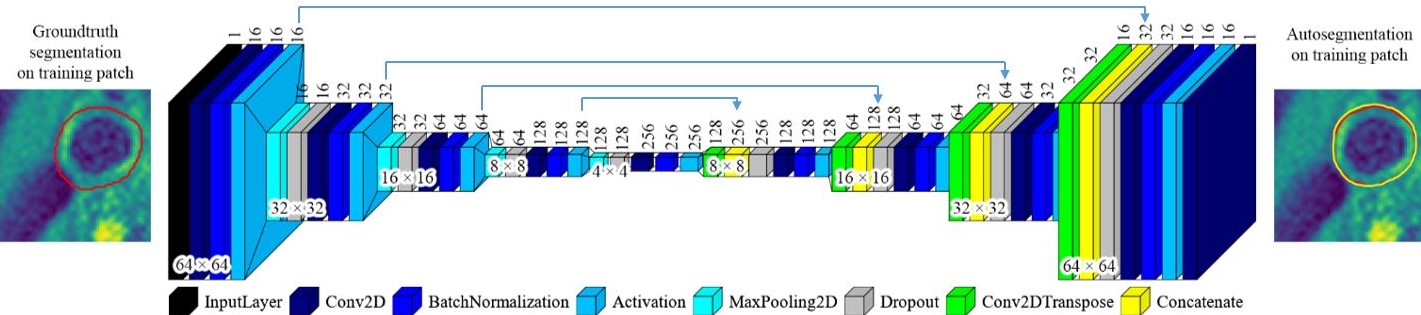 Groundtruth
segmentation
on training patch
1 16 16 16
16 16 32 32 32
32 32 64 64 64
64 64 128 128 128
128 128 256 256 256
128 256 256 128 128 128
64 128 128 64 64 64
32 64 64 32 32 32
16 32 32 16 16 16 1
64 × 64
32 × 32
16 × 16
8 × 8
4 × 4
8 × 8
16 × 16
32 × 32
64 × 64
Autosegmentation
on training patch
InputLayer Conv2D BatchNormalization Activation MaxPooling2D Dropout Conv2DTranspose Concatenate